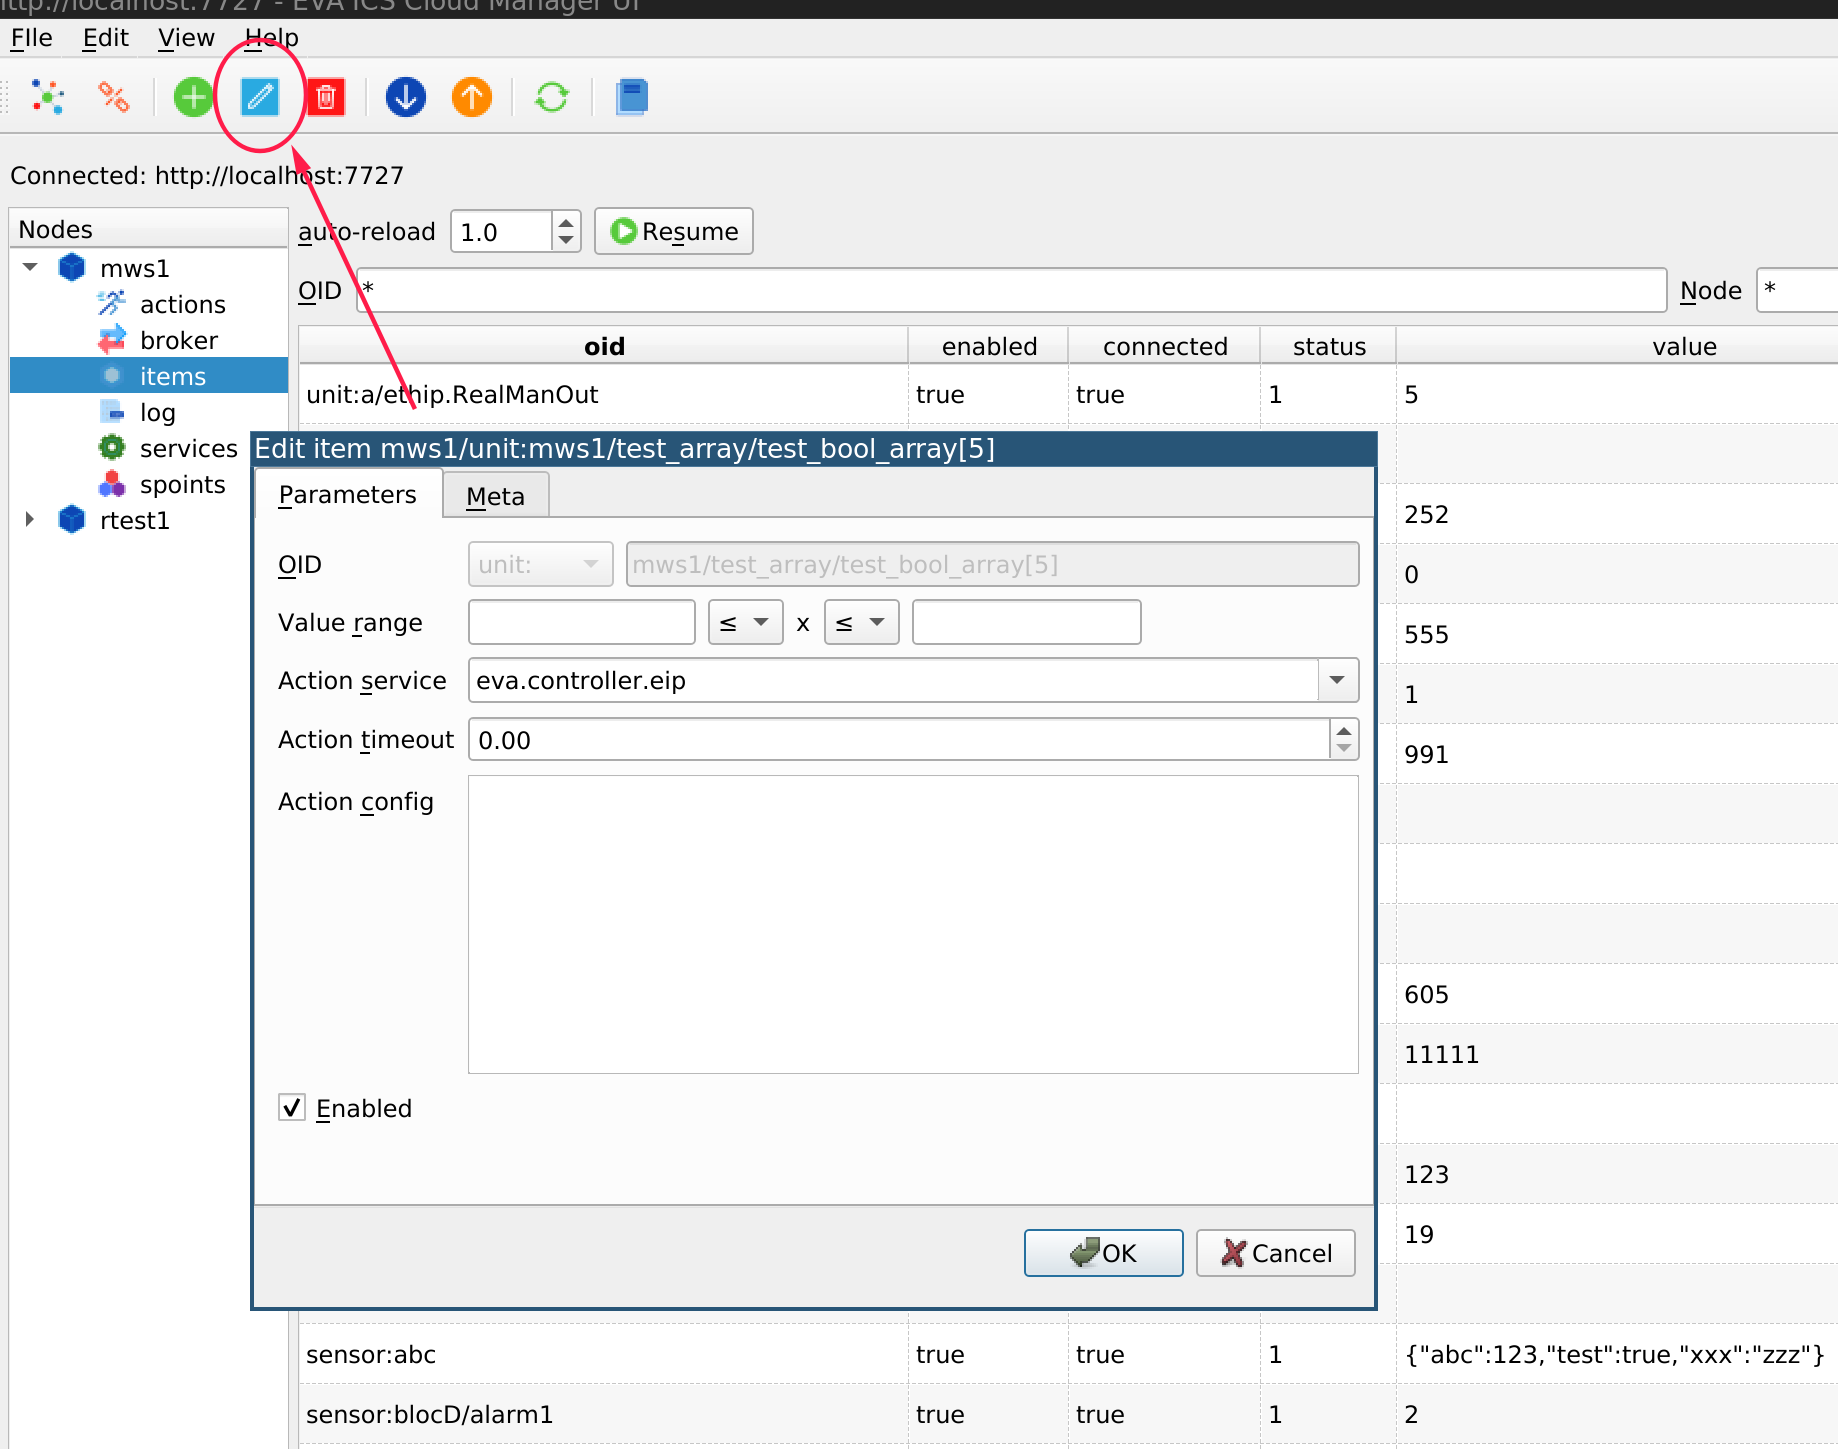 http://localhost:7727 - EVA ICS Cloud Manager UI
FIle Edit View Help
Connected: http://localhost:7727
Nodes
mws1
actions
broker
items
log
services
spoints
rtest1
auto-reload 1.0 Resume
OID * Node *
oid enabled connected status value
unit:a/ethip.RealManOut true true 1 5
252
0
555
1
991
605
11111
123
19
Edit item mws1/unit:mws1/test_array/test_bool_array[5]
Parameters Meta
OID unit: mws1/test_array/test_bool_array[5]
Value range ≤ x ≤
Action service eva.controller.eip
Action timeout 0.00
Action config
Enabled
OK Cancel
sensor:abc true true 1 {"abc":123,"test":true,"xxx":"zzz"}
sensor:blocD/alarm1 true true 1 2